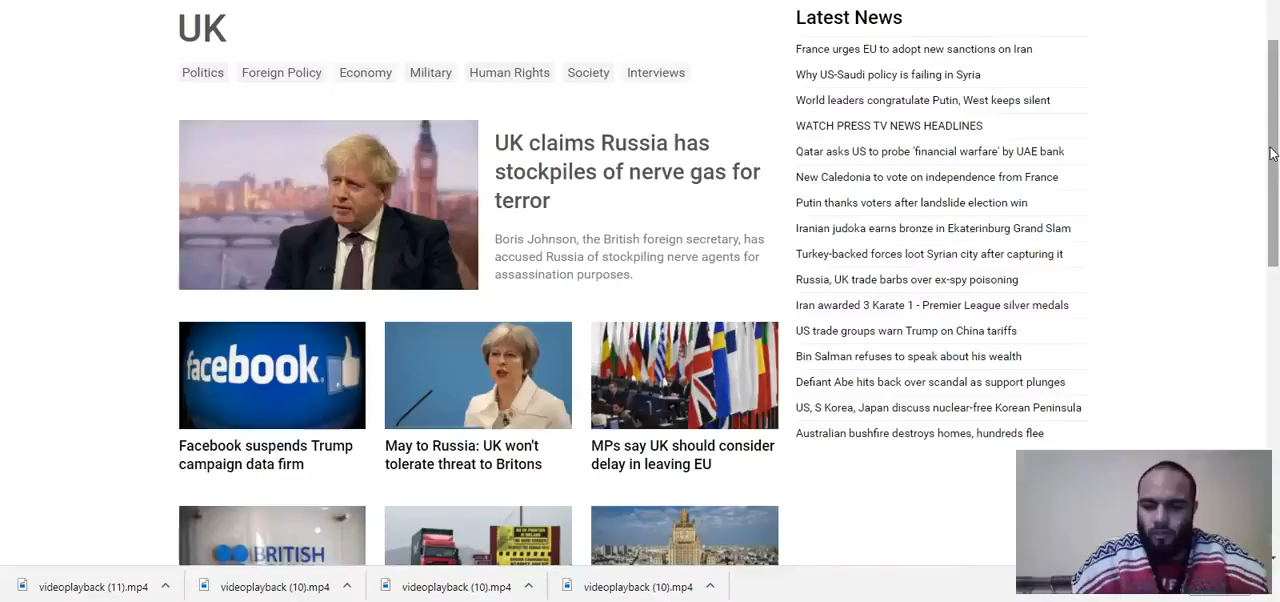 UK
Politics Foreign Policy Economy Military Human Rights Society Interviews
UK claims Russia has
stockpiles of nerve gas for
terror
Boris Johnson, the British foreign secretary, has
accused Russia of stockpiling nerve agents for
assassination purposes.
facebook.
Facebook suspends Trump
campaign data firm
May to Russia: UK won't
tolerate threat to Britons
MPs say UK should consider
delay in leaving EU
BRITISH
Latest News
France urges EU to adopt new sanctions on Iran
Why US-Saudi policy is failing in Syria
World leaders congratulate Putin, West keeps silent
WATCH PRESS TV NEWS HEADLINES
Qatar asks US to probe 'financial warfare' by UAE bank
New Caledonia to vote on independence from France
Putin thanks voters after landslide election win
Iranian judoka earns bronze in Ekaterinburg Grand Slam
Turkey-backed forces loot Syrian city after capturing it
Russia, UK trade barbs over ex-spy poisoning
Iran awarded 3 Karate 1 - Premier League silver medals
US trade groups warn Trump on China tariffs
Bin Salman refuses to speak about his wealth
Defiant Abe hits back over scandal as support plunges
US, S Korea, Japan discuss nuclear-free Korean Peninsula
Australian bushfire destroys homes, hundreds flee
videoplayback (11).mp4 videoplayback (10).mp4 videoplayback (10).mp4 videoplayback (10).mp4